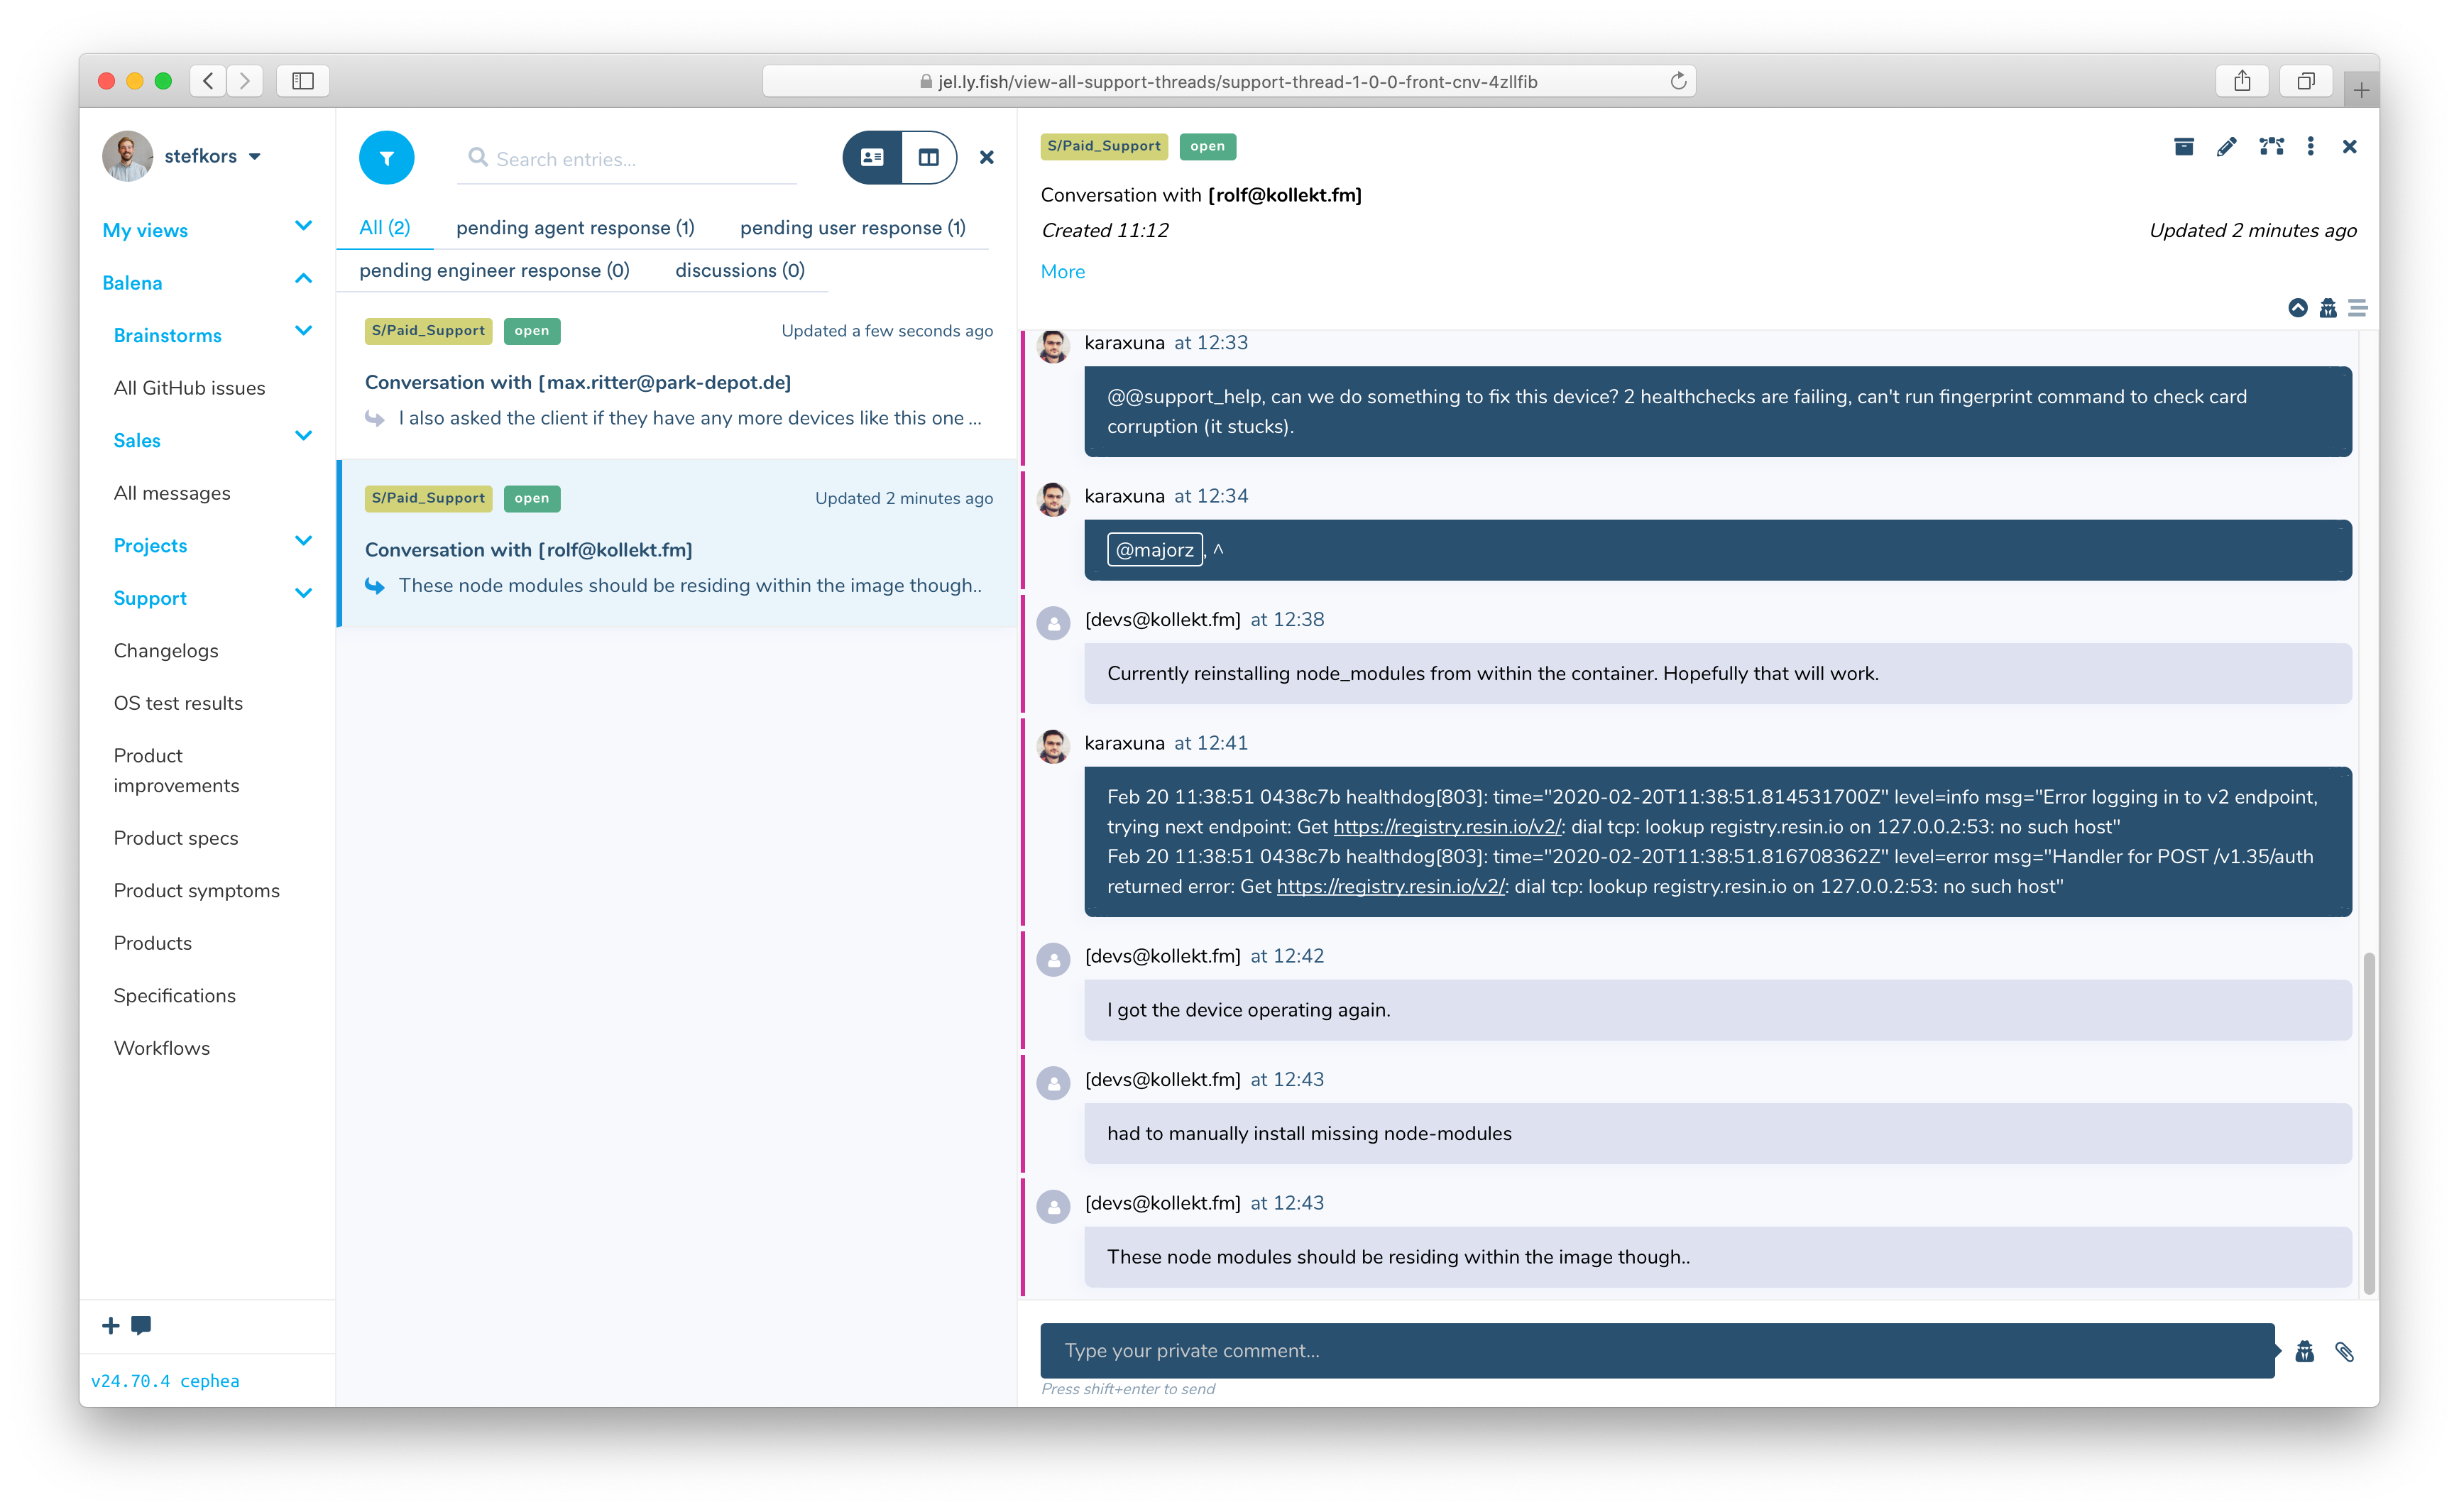 jel.ly.fish/view-all-support-threads/support-thread-1-0-0-front-cnv-4zllfib
stefkors
My views
Balena
Brainstorms
All GitHub issues
Sales
All messages
Projects
Support
Changelogs
OS test results
Product
improvements
Product specs
Product symptoms
Products
Specifications
Workflows
v24.70.4 cephea
Search entries...
All (2)
pending agent response (1)
pending user response (1)
pending engineer response (0)
discussions (0)
S/Paid_Support open Updated a few seconds ago
Conversation with [max.ritter@park-depot.de]
I also asked the client if they have any more devices like this one ...
S/Paid_Support open Updated 2 minutes ago
Conversation with [rolf@kollekt.fm]
These node modules should be residing within the image though..
S/Paid_Support open
Conversation with [rolf@kollekt.fm]
Created 11:12 Updated 2 minutes ago
More
karaxuna at 12:33
@@support_help, can we do something to fix this device? 2 healthchecks are failing, can't run fingerprint command to check card
corruption (it stucks).
karaxuna at 12:34
@majorz, ^
[devs@kollekt.fm] at 12:38
Currently reinstalling node_modules from within the container. Hopefully that will work.
karaxuna at 12:41
Feb 20 11:38:51 0438c7b healthdog[803]: time="2020-02-20T11:38:51.814531700Z" level=info msg="Error logging in to v2 endpoint,
trying next endpoint: Get https://registry.resin.io/v2/: dial tcp: lookup registry.resin.io on 127.0.0.2:53: no such host"
Feb 20 11:38:51 0438c7b healthdog[803]: time="2020-02-20T11:38:51.816708362Z" level=error msg="Handler for POST /v1.35/auth
returned error: Get https://registry.resin.io/v2/: dial tcp: lookup registry.resin.io on 127.0.0.2:53: no such host"
[devs@kollekt.fm] at 12:42
I got the device operating again.
[devs@kollekt.fm] at 12:43
had to manually install missing node-modules
[devs@kollekt.fm] at 12:43
These node modules should be residing within the image though..
Type your private comment...
Press shift+enter to send